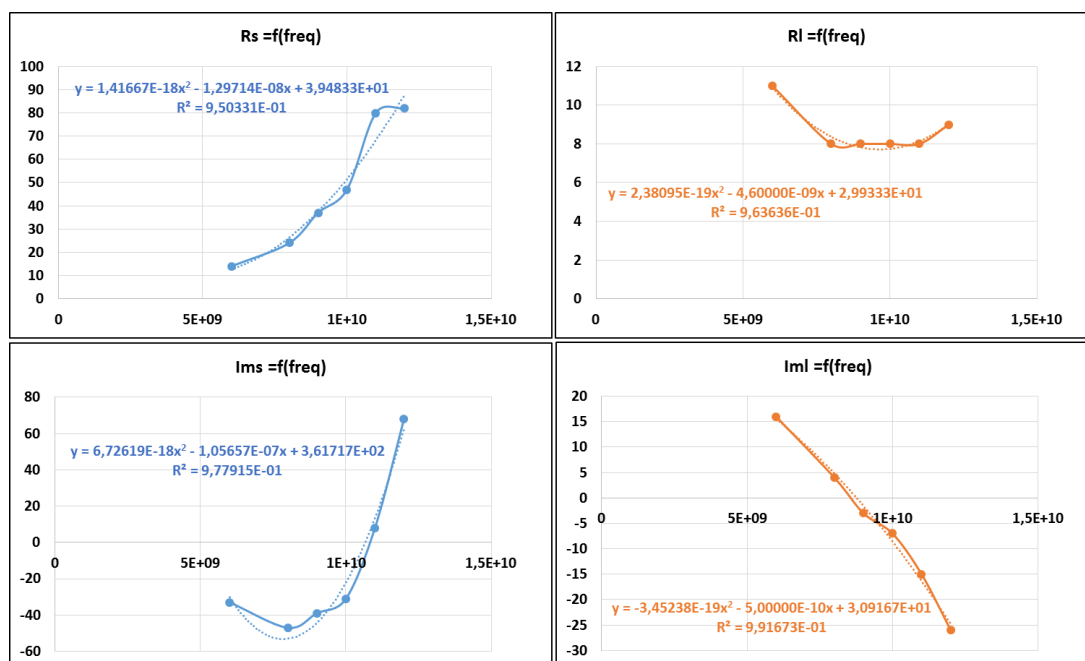 Rs =f(freq)
100
90
80
70
60
50
40
30
20
10
0
y = 1,41667E-18x² - 1,29714E-08x + 3,94833E+01
R² = 9,50331E-01
0 5E+09 1E+10 1,5E+10
Rl =f(freq)
12
10
8
6
4
2
0
y = 2,38095E-19x² - 4,60000E-09x + 2,99333E+01
R² = 9,63636E-01
0 5E+09 1E+10 1,5E+10
Ims =f(freq)
80
60
40
20
0
-20
-40
-60
y = 6,72619E-18x² - 1,05657E-07x + 3,61717E+02
R² = 9,77915E-01
0 5E+09 1E+10 1,5E+10
Iml =f(freq)
20
15
10
5
0
-5
-10
-15
-20
-25
-30
0 5E+09 1E+10 1,5E+10
y = -3,45238E-19x² - 5,00000E-10x + 3,09167E+01
R² = 9,91673E-01